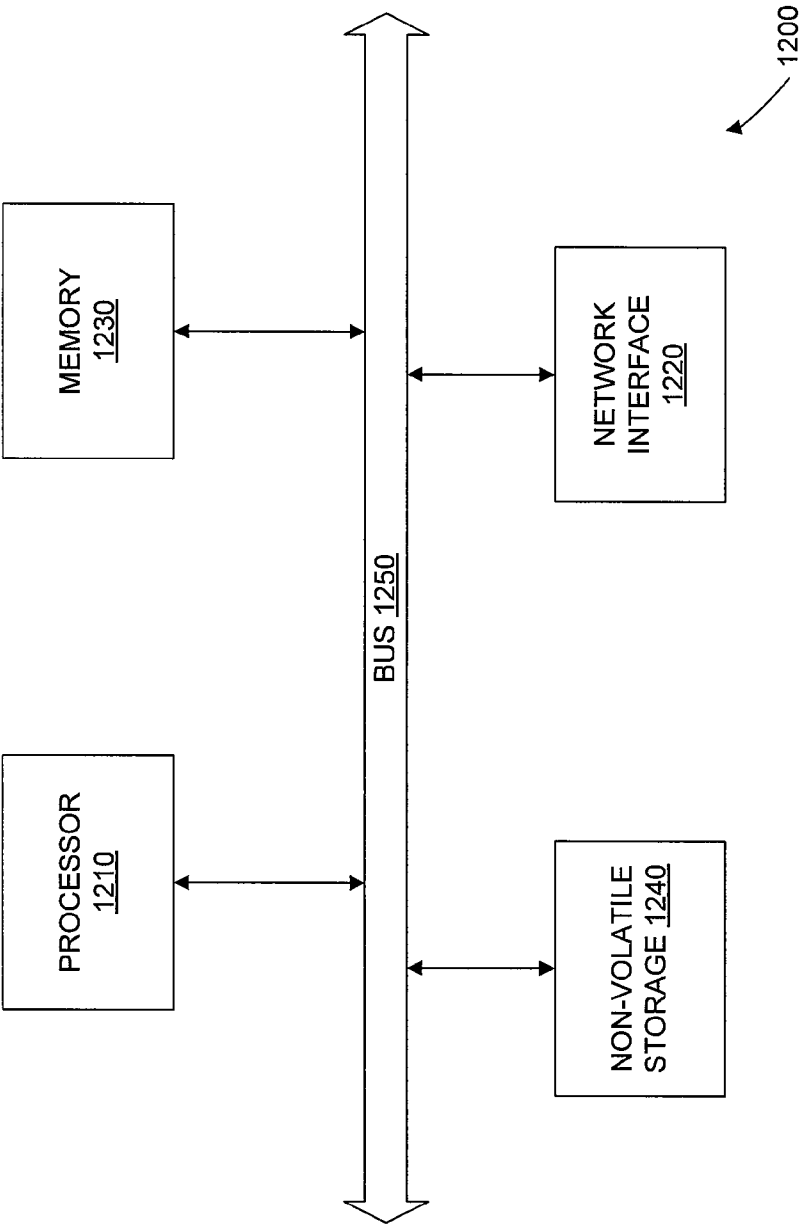 PROCESSOR
1210
MEMORY
1230
BUS 1250
NON-VOLATILE
STORAGE 1240
NETWORK
INTERFACE
1220
1200